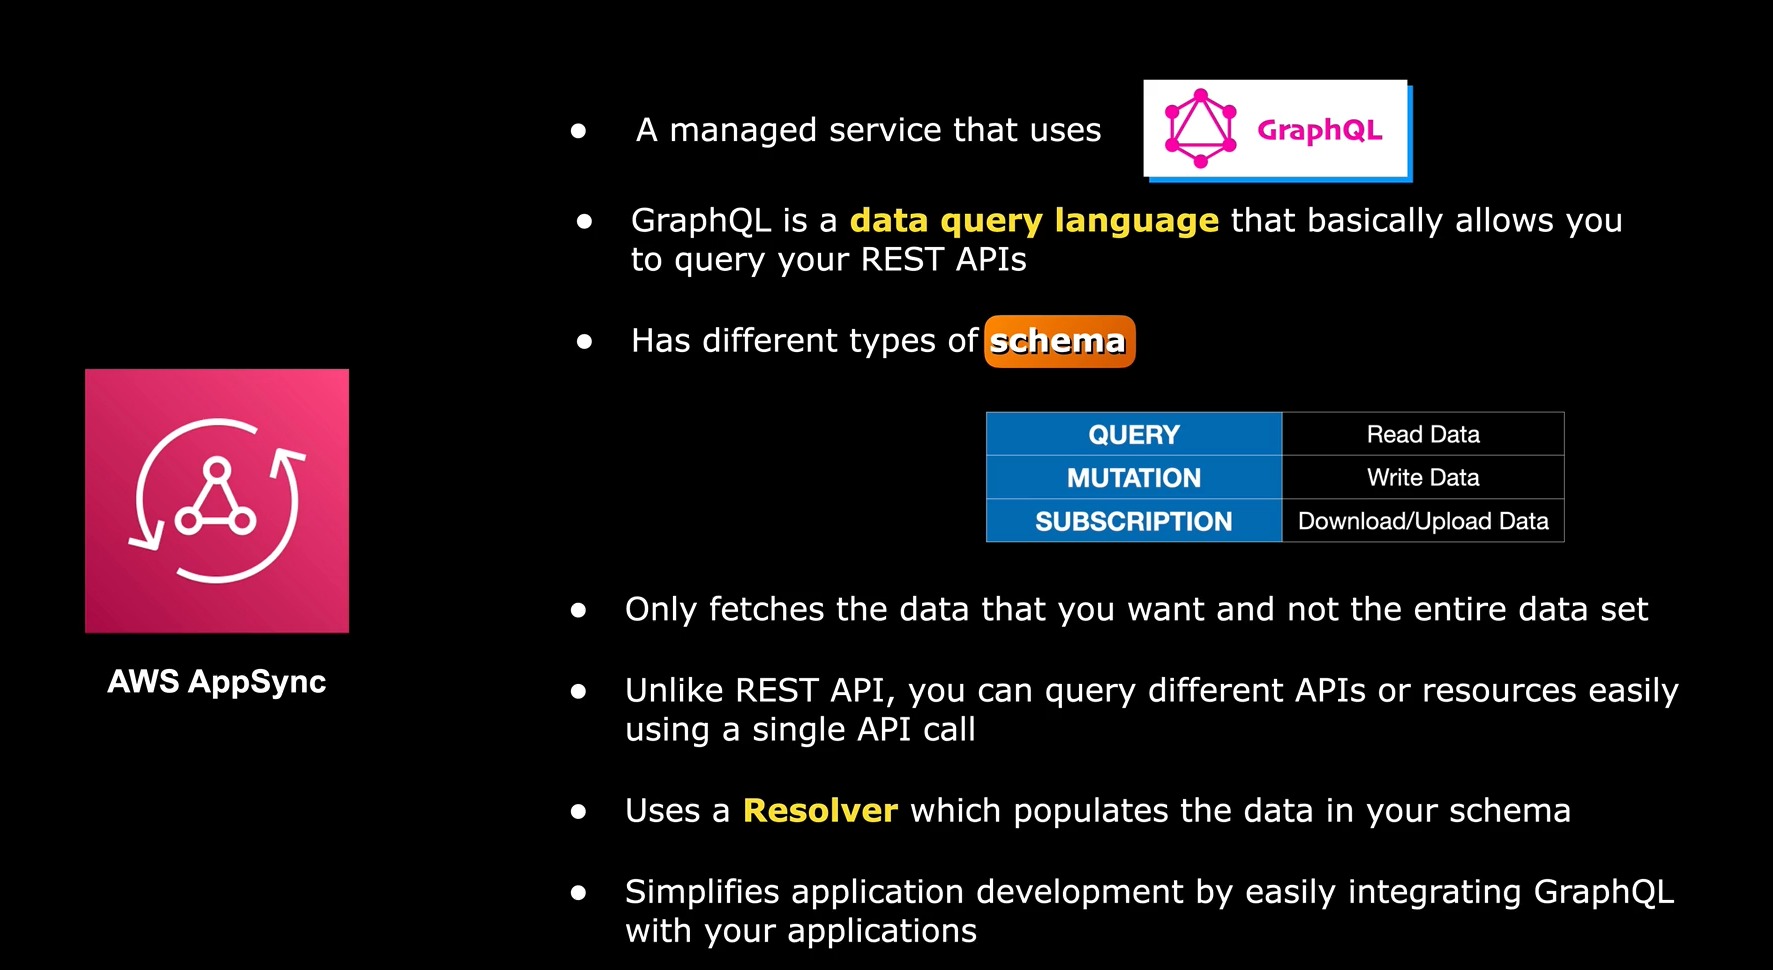 A managed service that uses GraphQL
GraphQL is a data query language that basically allows you
to query your REST APIs
Has different types of schema
QUERY Read Data
MUTATION Write Data
SUBSCRIPTION Download/Upload Data
AWS AppSync
Only fetches the data that you want and not the entire data set
Unlike REST API, you can query different APIs or resources easily
using a single API call
Uses a Resolver which populates the data in your schema
Simplifies application development by easily integrating GraphQL
with your applications